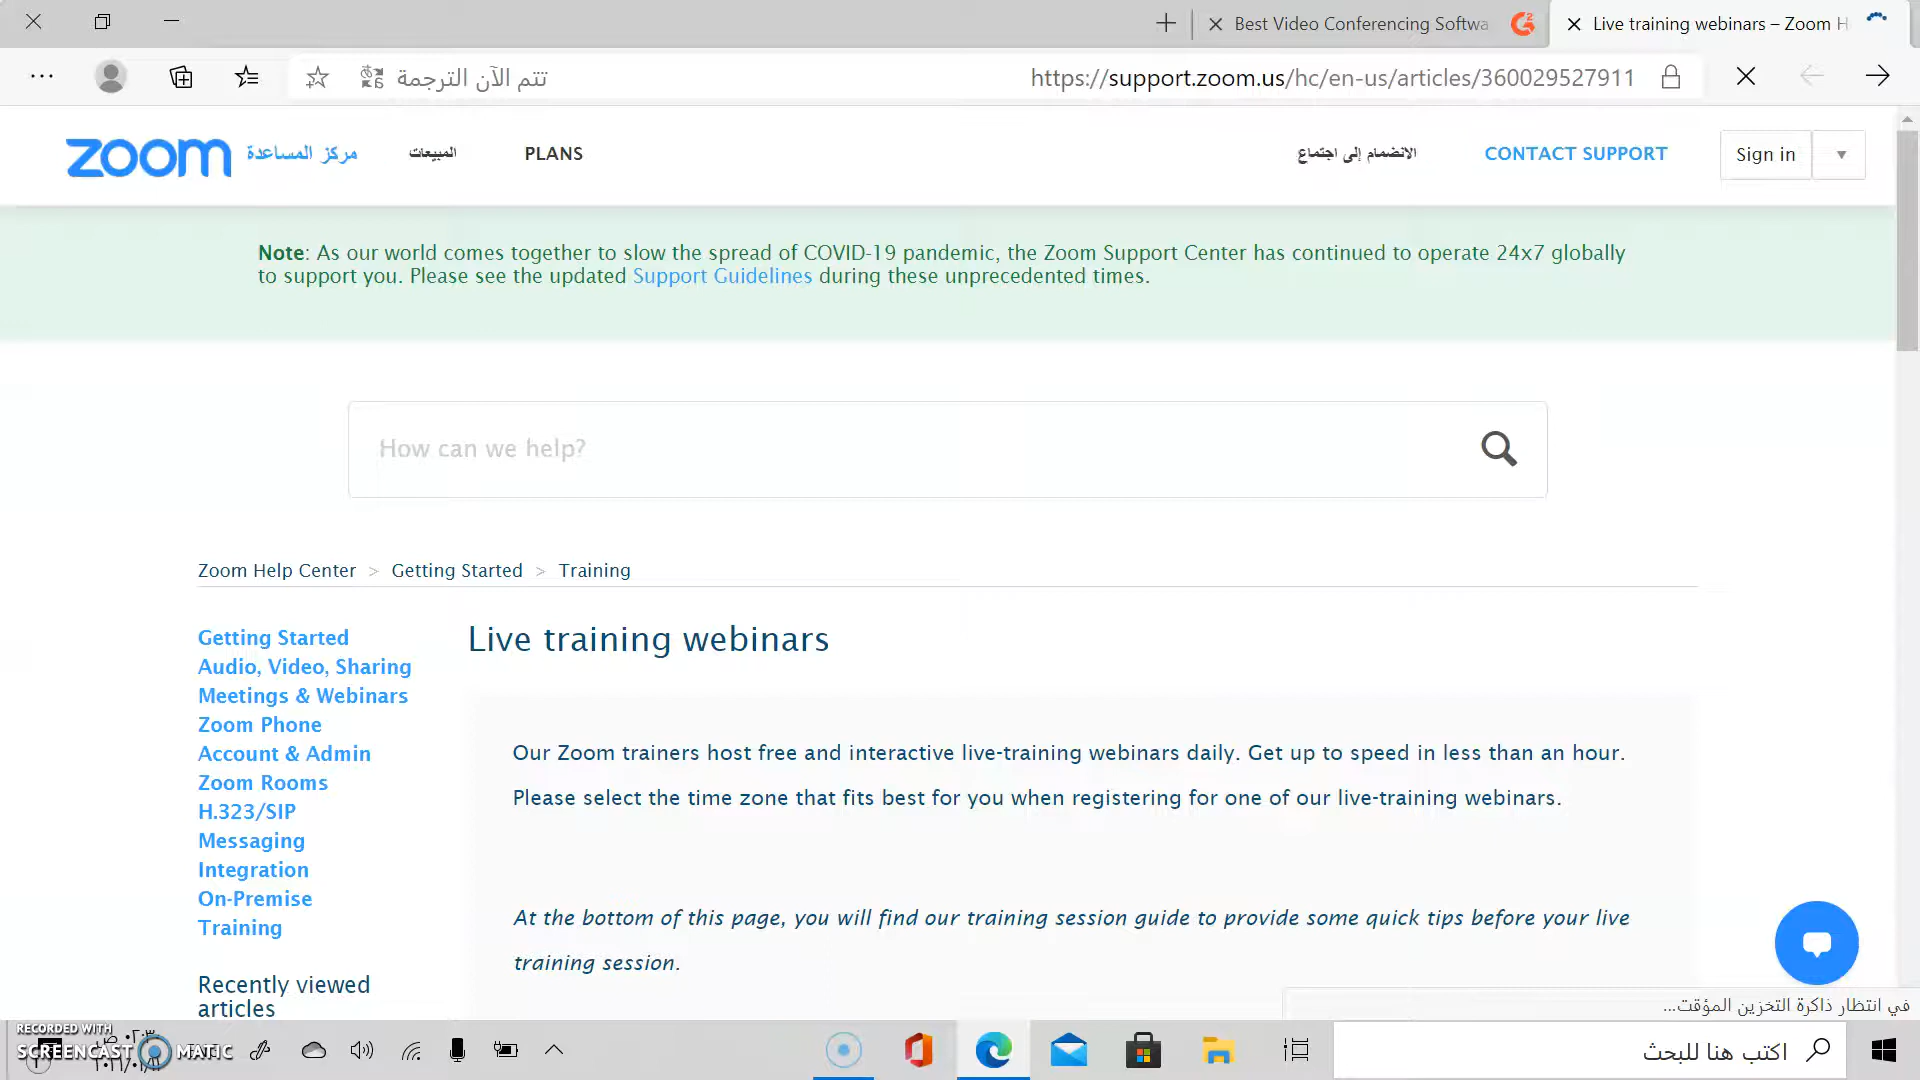 Best Video Conferencing Softwa
Live training webinars – Zoom H
تتم الآن الترجمة
https://support.zoom.us/hc/en-us/articles/360029527911
zoom مركز المساعدة
المبيعات
PLANS
الانضمام إلى اجتماع
CONTACT SUPPORT
Sign in
Note: As our world comes together to slow the spread of COVID-19 pandemic, the Zoom Support Center has continued to operate 24x7 globally
to support you. Please see the updated Support Guidelines during these unprecedented times.
How can we help?
Zoom Help Center > Getting Started > Training
Getting Started
Audio, Video, Sharing
Meetings & Webinars
Zoom Phone
Account & Admin
Zoom Rooms
H.323/SIP
Messaging
Integration
On-Premise
Training
Recently viewed
articles
Live training webinars
Our Zoom trainers host free and interactive live-training webinars daily. Get up to speed in less than an hour.
Please select the time zone that fits best for you when registering for one of our live-training webinars.
At the bottom of this page, you will find our training session guide to provide some quick tips before your live
training session.
في انتظار ذاكرة التخزين المؤقت...
RECORDED WITH
SCREENCAST MATIC
اكتب هنا للبحث